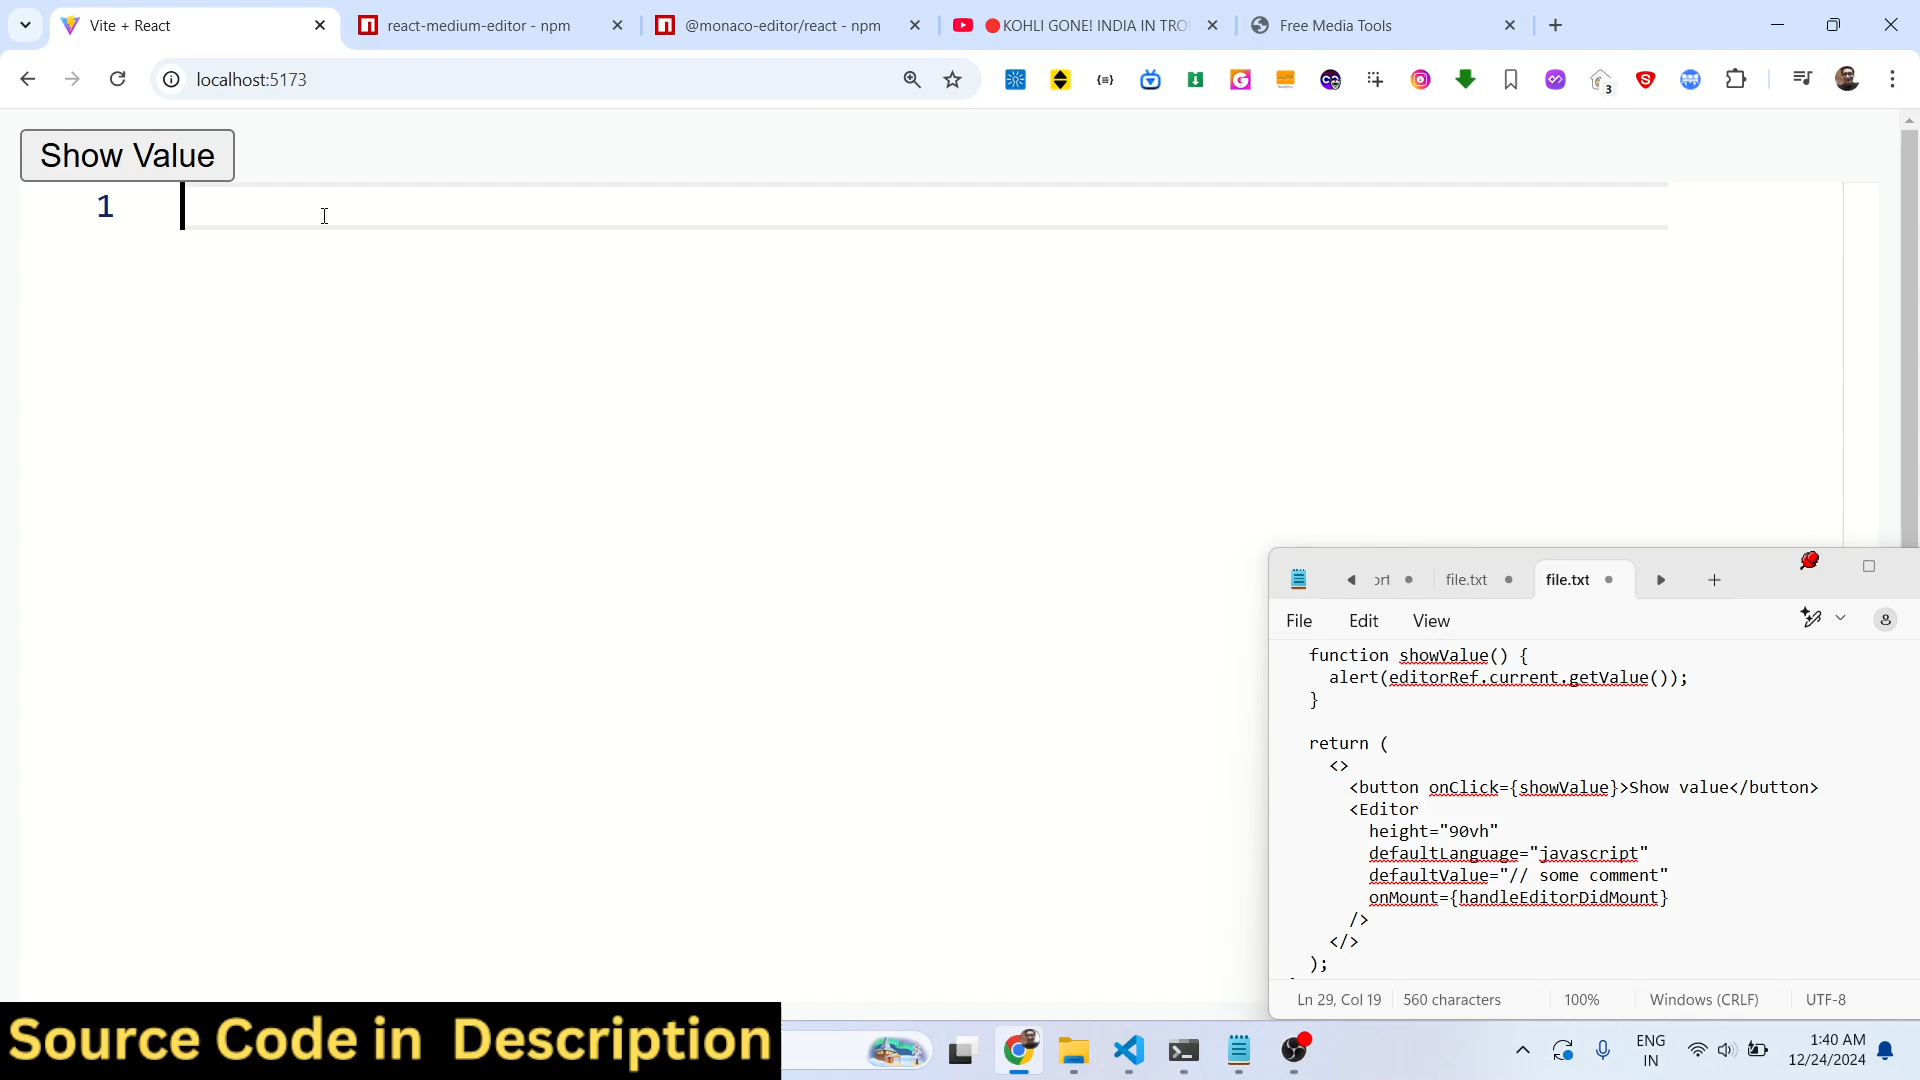 Vite + React
react-medium-editor - npm
@monaco-editor/react - npm
KOHLI GONE! INDIA IN TRO
Free Media Tools
localhost:5173
3
Show Value
1
file.txt
file.txt
File
Edit
View
function showValue() {
alert(editorRef.current.getValue());
}
return (
<>
<button onClick={showValue}>Show value</button>
<Editor
height="90vh"
defaultLanguage="javascript"
defaultValue="// some comment"
onMount={handleEditorDidMount}
/>
</>
);
Ln 29, Col 19
560 characters
100%
Windows (CRLF)
UTF-8
Source Code in Description
ENG
IN
1:40 AM
12/24/2024